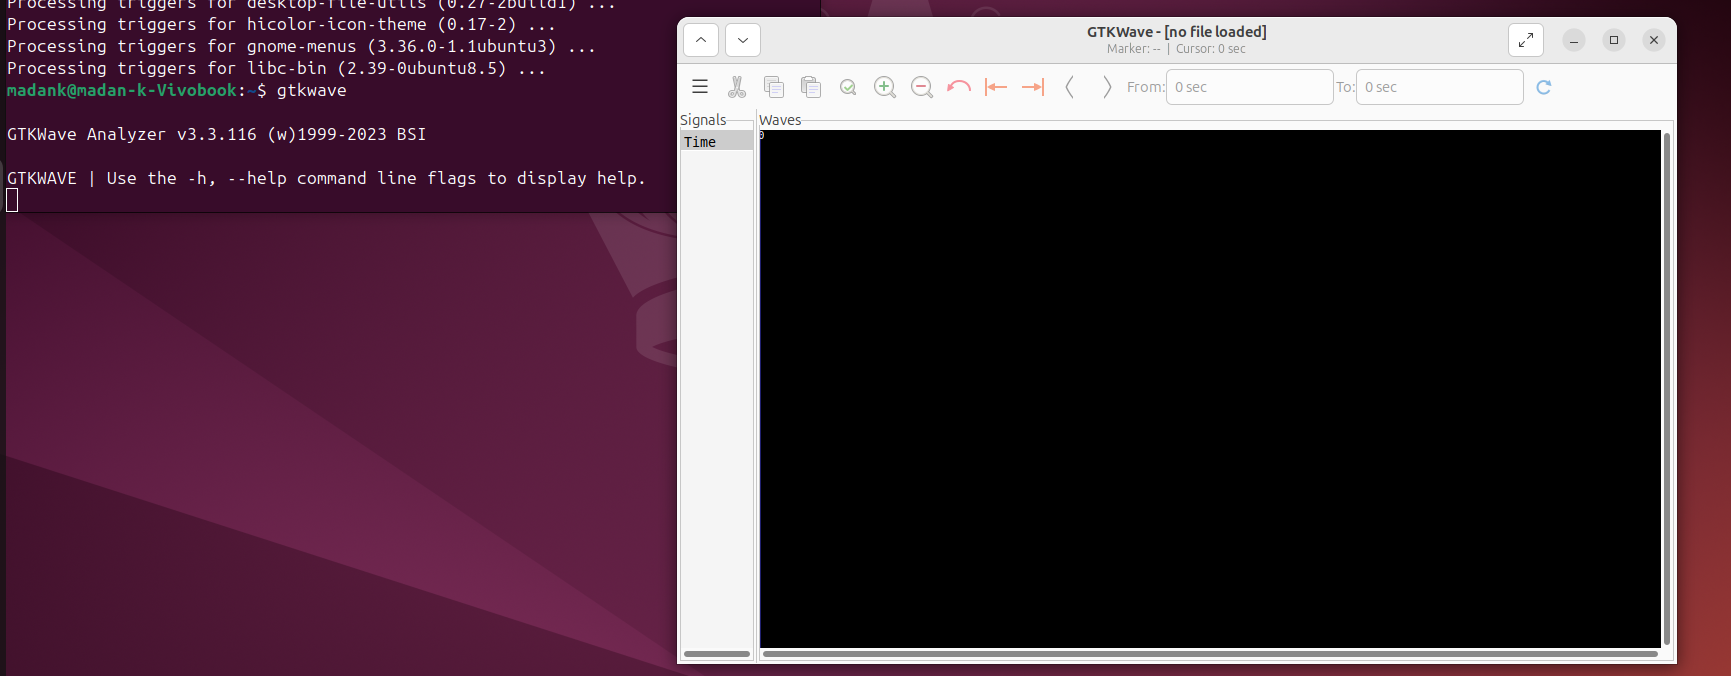 Processing triggers for desktop-file-utils (0.27-2build1) ...
Processing triggers for hicolor-icon-theme (0.17-2) ...
Processing triggers for gnome-menus (3.36.0-1.1ubuntu3) ...
Processing triggers for libc-bin (2.39-0ubuntu8.5) ...
madank@madan-k-Vivobook:~$ gtkwave
GTKWave Analyzer v3.3.116 (w)1999-2023 BSI
GTKWAVE | Use the -h, --help command line flags to display help.
GTKWave - [no file loaded]
Marker: -- | Cursor: 0 sec
From: 0 sec To: 0 sec
Signals
Time
Waves
0